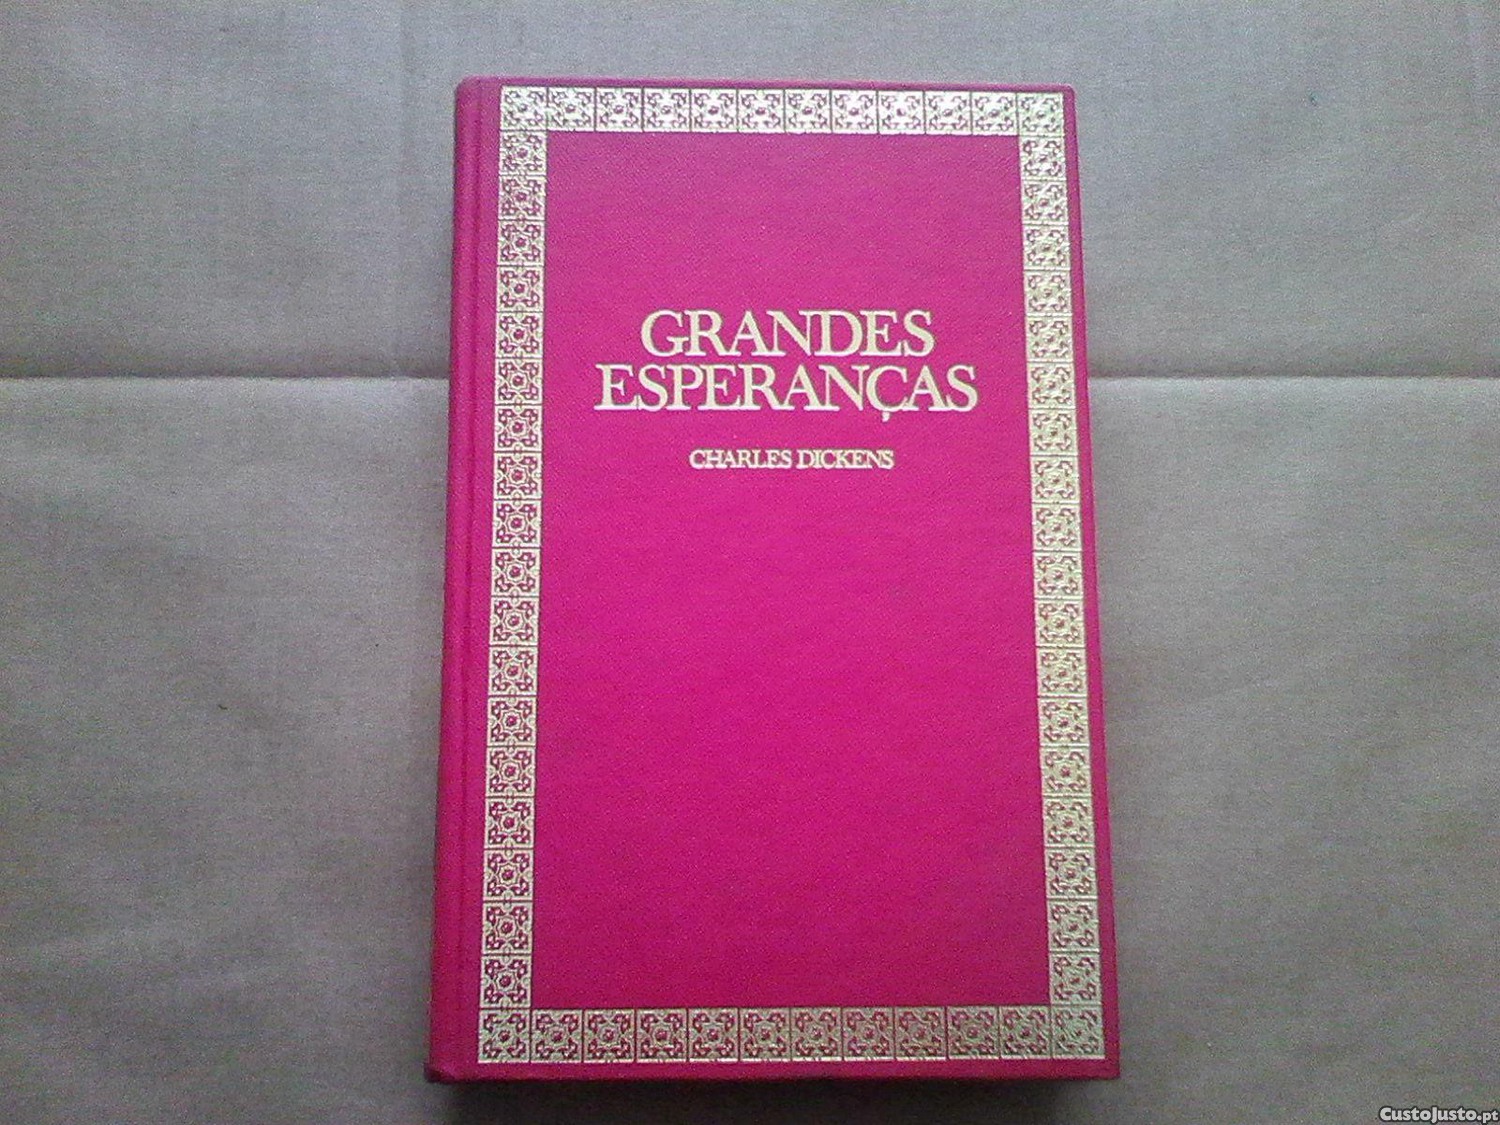 GRANDES
ESPERANÇAS
CHARLES DICKENS
CustoJusto.pt